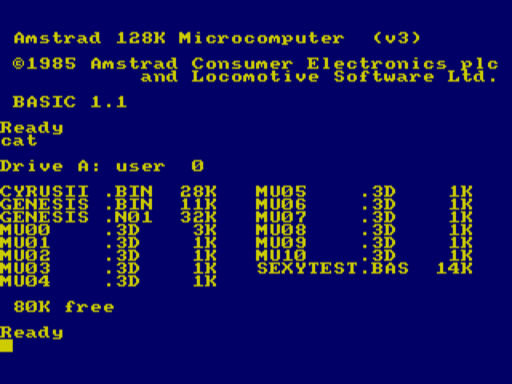 Amstrad 128K Microcomputer  (v3)
©1985 Amstrad Consumer Electronics plc
and Locomotive Software Ltd.
BASIC 1.1
Ready
cat
Drive A: user  0
CYRUSII .BIN  28K    MU05    .3D    1K
GENESIS .BIN  11K    MU06    .3D    1K
GENESIS .N01  32K    MU07    .3D    1K
MU00    .3D    3K    MU08    .3D    1K
MU01    .3D    1K    MU09    .3D    1K
MU02    .3D    1K    MU10    .3D    1K
MU03    .3D    1K    SEXYTEST.BAS  14K
MU04    .3D    1K
80K free
Ready